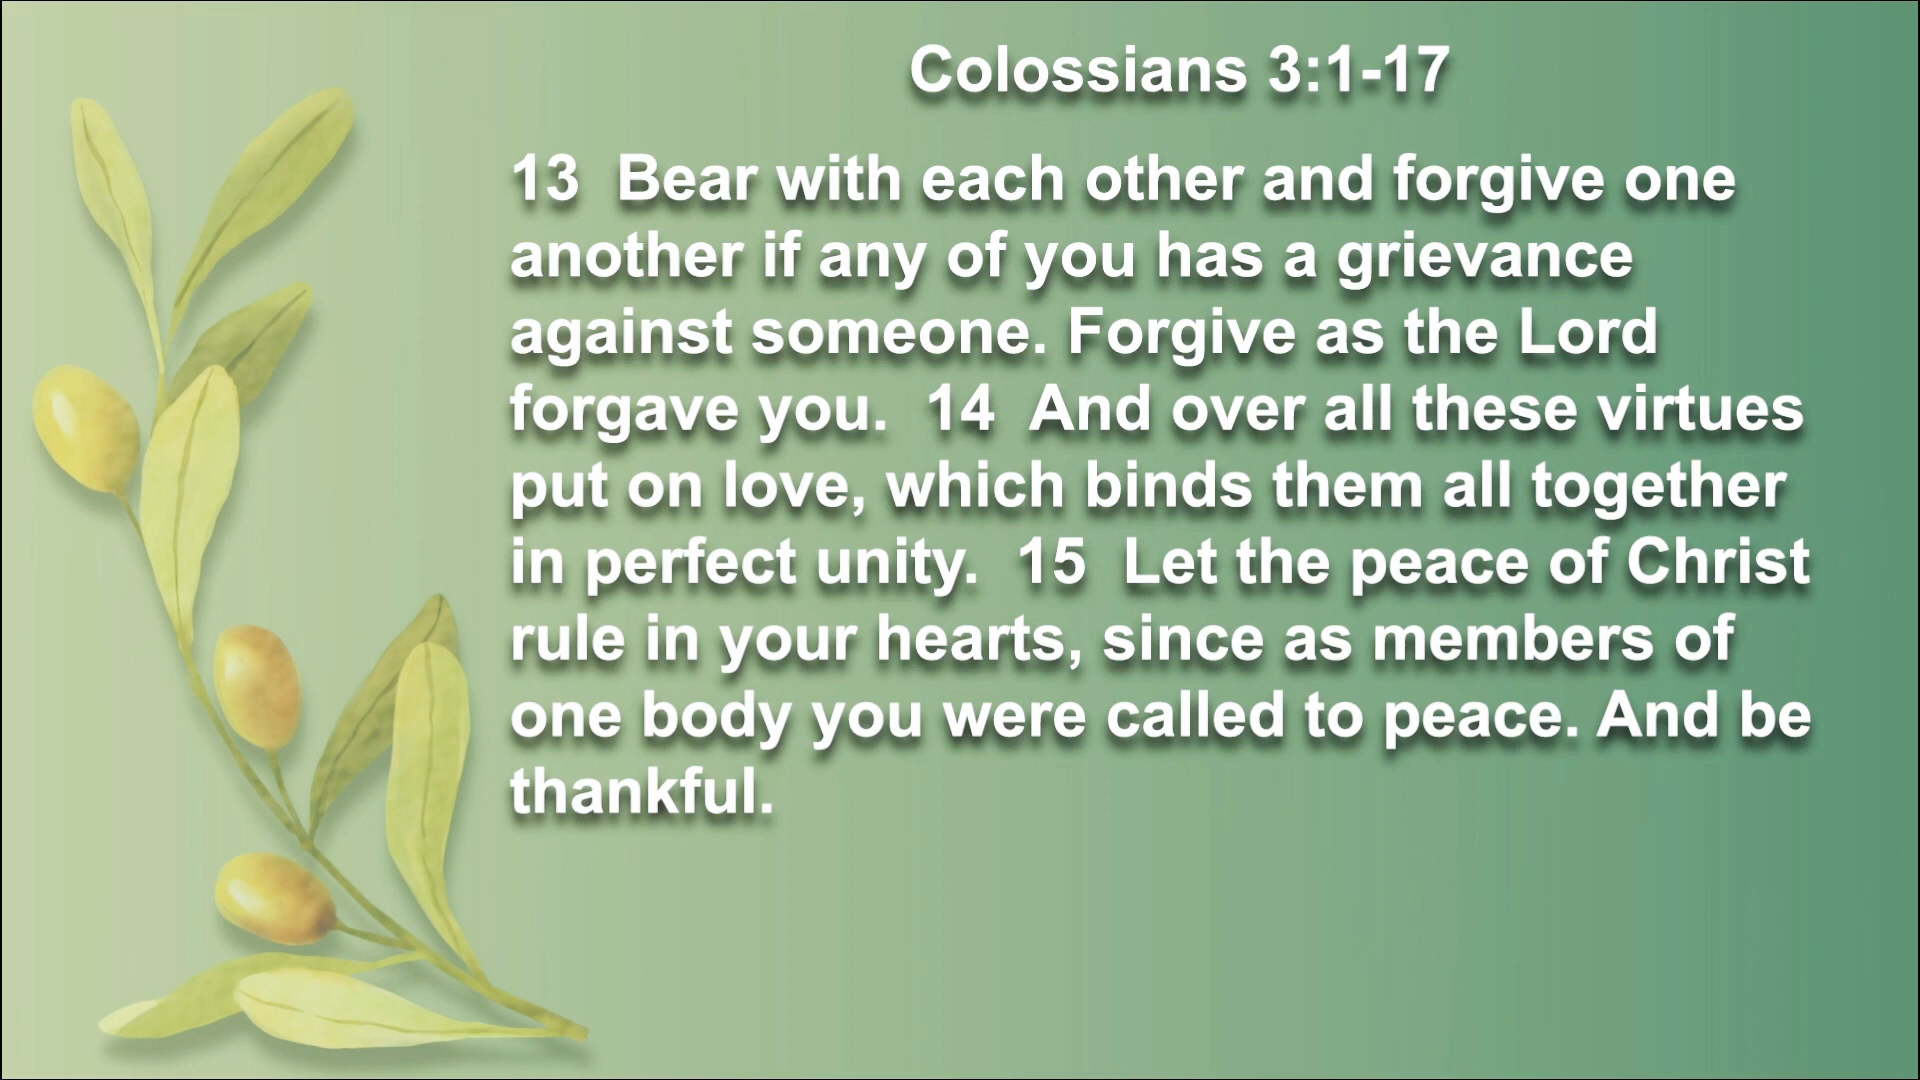 Colossians 3:1-17
13 Bear with each other and forgive one
another if any of you has a grievance
against someone. Forgive as the Lord
forgave you. 14 And over all these virtues
put on love, which binds them all together
in perfect unity. 15 Let the peace of Christ
rule in your hearts, since as members of
one body you were called to peace. And be
thankful.